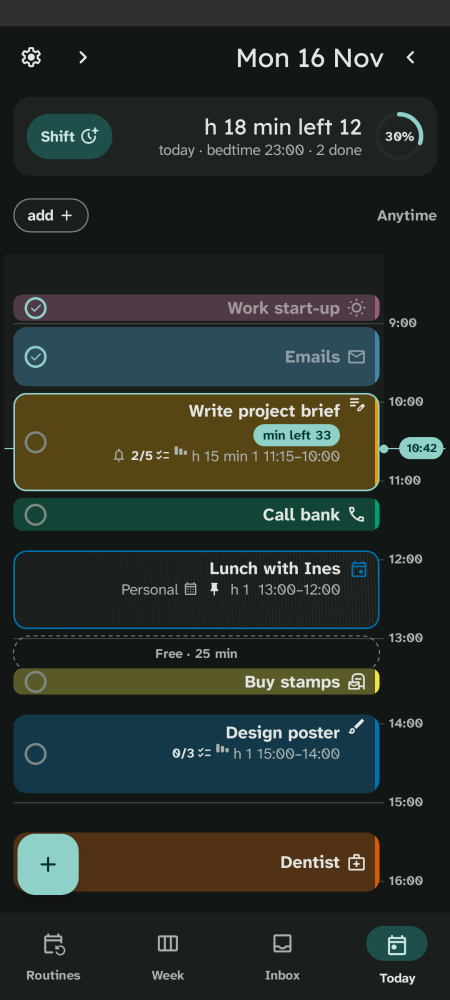 Mon 16 Nov
h 18 min left 12
30%
today · bedtime 23:00 · 2 done
Shift
Anytime
add +
Work start-up
9:00
Emails
10:00
Write project brief
min left 33
10:42
2/5 h 15 min 1 11:15–10:00
11:00
Call bank
12:00
Lunch with Ines
Personal h 1 13:00–12:00
13:00
Free · 25 min
Buy stamps
14:00
Design poster
0/3 h 1 15:00–14:00
15:00
Dentist
16:00
Routines
Week
Inbox
Today